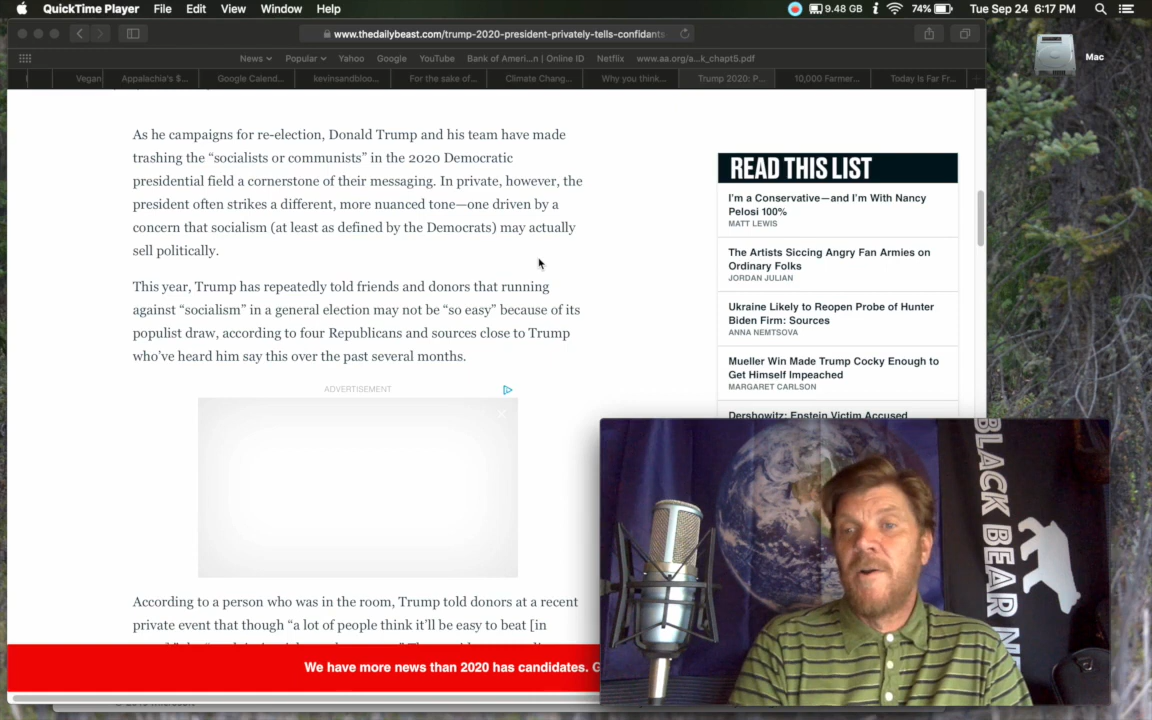 QuickTime Player File Edit View Window Help
9.48 GB 74% Tue Sep 24 6:17 PM
www.thedailybeast.com/trump-2020-president-privately-tells-confidants
Mac
News Popular Yahoo Google YouTube Bank of Ameri...n | Online ID Netflix www.aa.org/a...k_chapt5.pdf
Vegan Appalachia's $... Google Calend... kevinsandbloo... For the sake of... Climate Chang... Why you think... Trump 2020: P... 10,000 Farmer... Today Is Far Fr...
As he campaigns for re-election, Donald Trump and his team have made
trashing the “socialists or communists” in the 2020 Democratic
presidential field a cornerstone of their messaging. In private, however, the
president often strikes a different, more nuanced tone—one driven by a
concern that socialism (at least as defined by the Democrats) may actually
sell politically.
This year, Trump has repeatedly told friends and donors that running
against “socialism” in a general election may not be “so easy” because of its
populist draw, according to four Republicans and sources close to Trump
who’ve heard him say this over the past several months.
ADVERTISEMENT
According to a person who was in the room, Trump told donors at a recent
private event that though “a lot of people think it’ll be easy to beat [in
READ THIS LIST
I’m a Conservative—and I’m With Nancy
Pelosi 100%
MATT LEWIS
The Artists Siccing Angry Fan Armies on
Ordinary Folks
JORDAN JULIAN
Ukraine Likely to Reopen Probe of Hunter
Biden Firm: Sources
ANNA NEMTSOVA
Mueller Win Made Trump Cocky Enough to
Get Himself Impeached
MARGARET CARLSON
Dershowitz: Epstein Victim Accused
We have more news than 2020 has candidates. G
BLACK BEAR